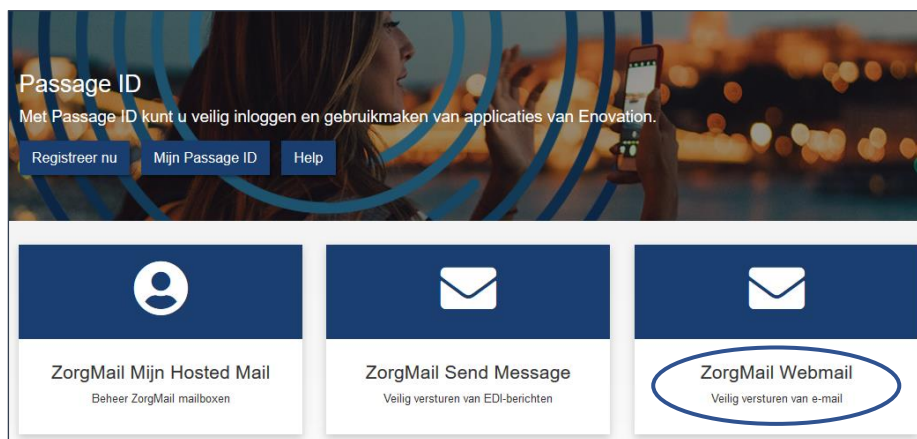 Passage ID
Met Passage ID kunt u veilig inloggen en gebruikmaken van applicaties van Enovation.
Registreer nu
Mijn Passage ID
Help
ZorgMail Mijn Hosted Mail
Beheer ZorgMail mailboxen
ZorgMail Send Message
Veilig versturen van EDI-berichten
ZorgMail Webmail
Veilig versturen van e-mail